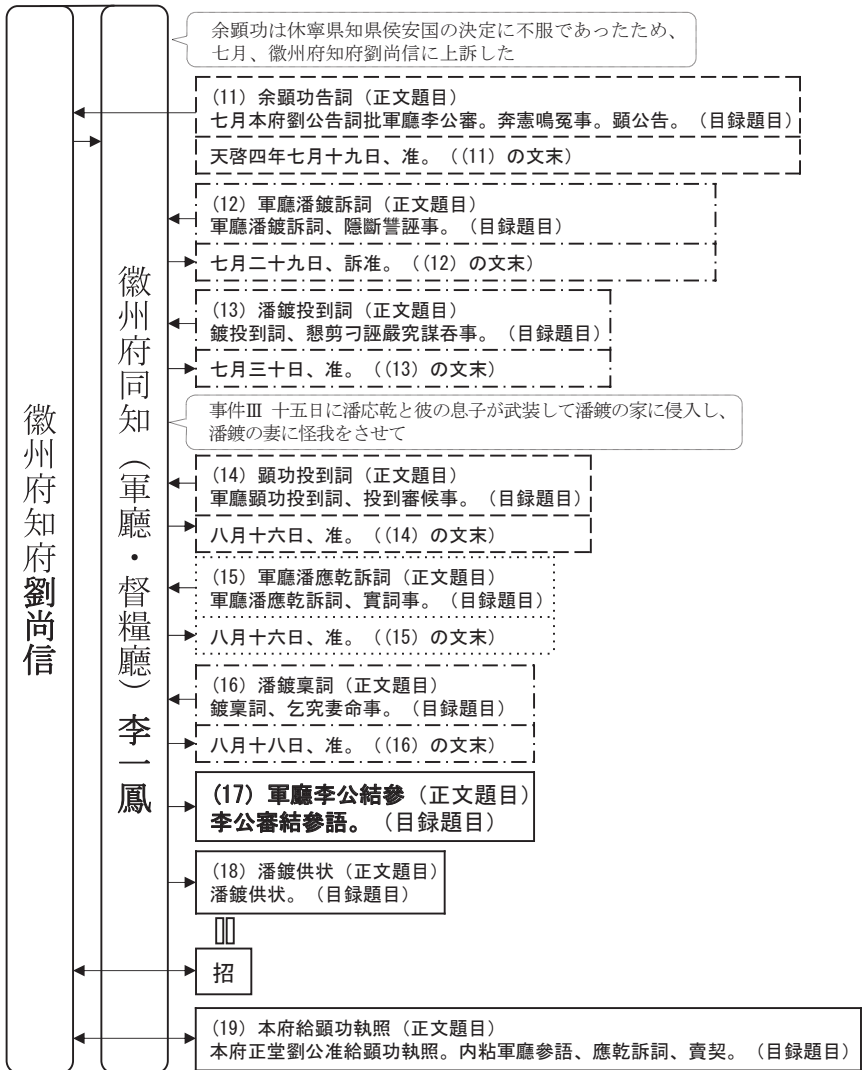 余顕功は休寧県知県侯安国の決定に不服であったため、
七月、徽州府知府劉尚信に上訴した
(11) 余顕功告詞（正文題目）
七月本府劉公告詞批軍廳李公審。奔憲鳴冤事。顕公告。（目録題目）
天啓四年七月十九日、准。（(11) の文末）
(12) 軍廳潘鍍訴詞（正文題目）
軍廳潘鍍訴詞、隱斷讐誣事。（目録題目）
七月二十九日、訴准。（(12) の文末）
(13) 潘鍍投到詞（正文題目）
鍍投到詞、懇剪刁誣嚴究謀吞事。（目録題目）
七月三十日、准。（(13) の文末）
事件Ⅲ 十五日に潘応乾と彼の息子が武装して潘鍍の家に侵入し、
潘鍍の妻に怪我をさせて
(14) 顕功投到詞（正文題目）
軍廳顕功投到詞、投到審候事。（目録題目）
八月十六日、准。（(14) の文末）
(15) 軍廳潘應乾訴詞（正文題目）
軍廳潘應乾訴詞、實詞事。（目録題目）
八月十六日、准。（(15) の文末）
(16) 潘鍍稟詞（正文題目）
鍍稟詞、乞究妻命事。（目録題目）
八月十八日、准。（(16) の文末）
(17) 軍廳李公結參（正文題目）
李公審結參語。（目録題目）
(18) 潘鍍供状（正文題目）
潘鍍供状。（目録題目）
招
(19) 本府給顕功執照（正文題目）
本府正堂劉公准給顕功執照。内粘軍廳參語、應乾訴詞、賣契。（目録題目）
徽州府同知（軍廳・督糧廳）李一鳳
徽州府知府劉尚信